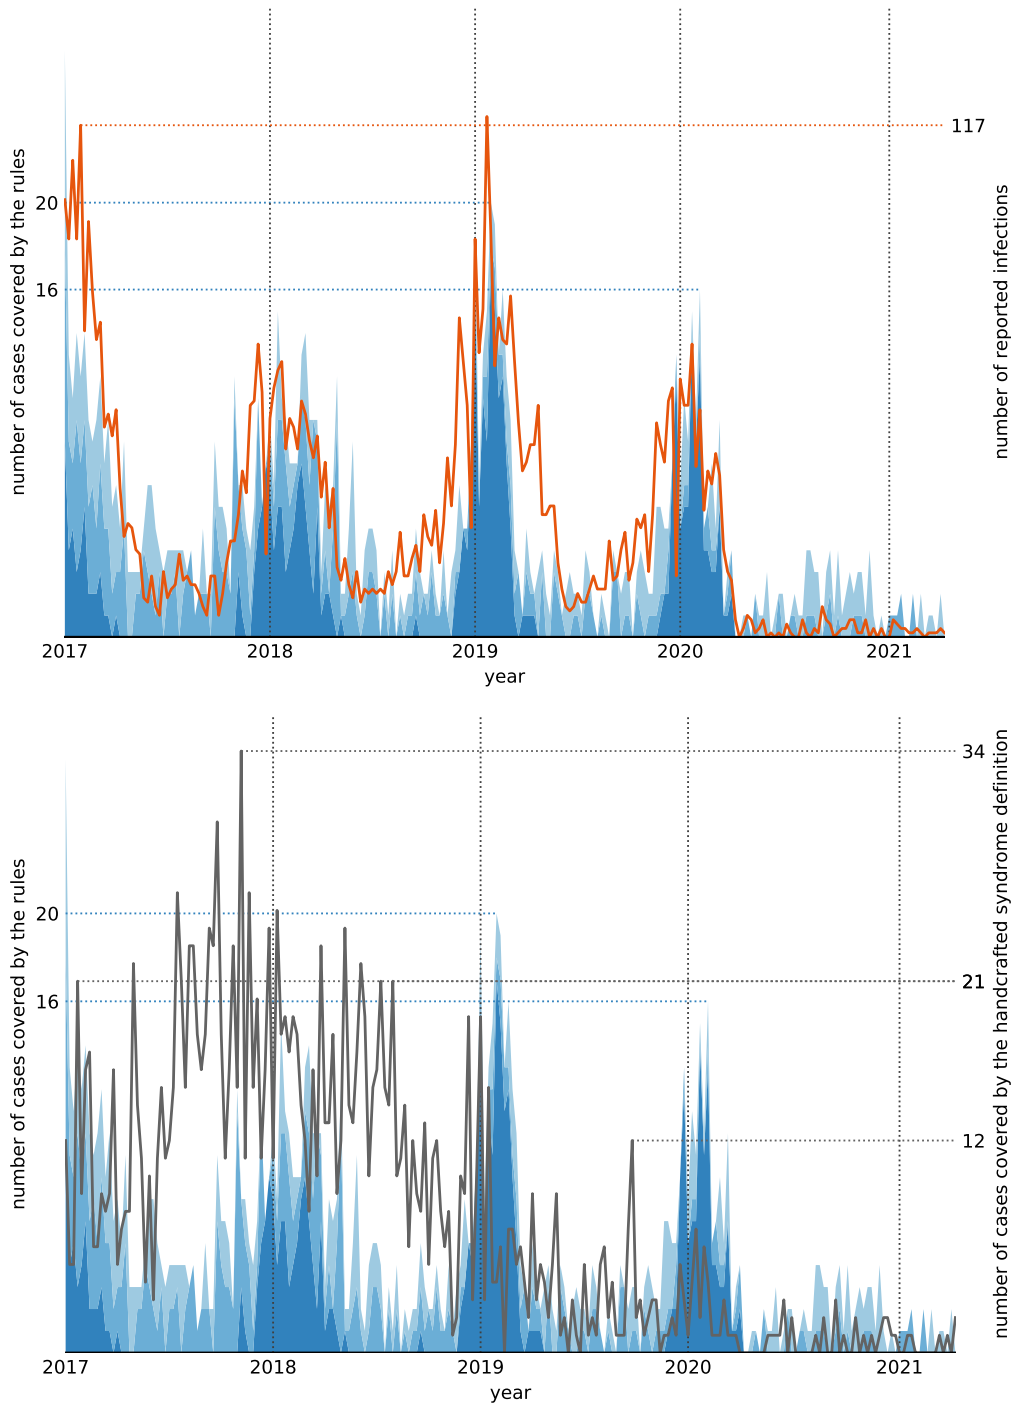 number of cases covered by the rules
20
16
117
number of reported infections
2017 2018 2019 2020 2021
year
number of cases covered by the rules
20
16
34
21
12
number of cases covered by the handcrafted syndrome definition
2017 2018 2019 2020 2021
year